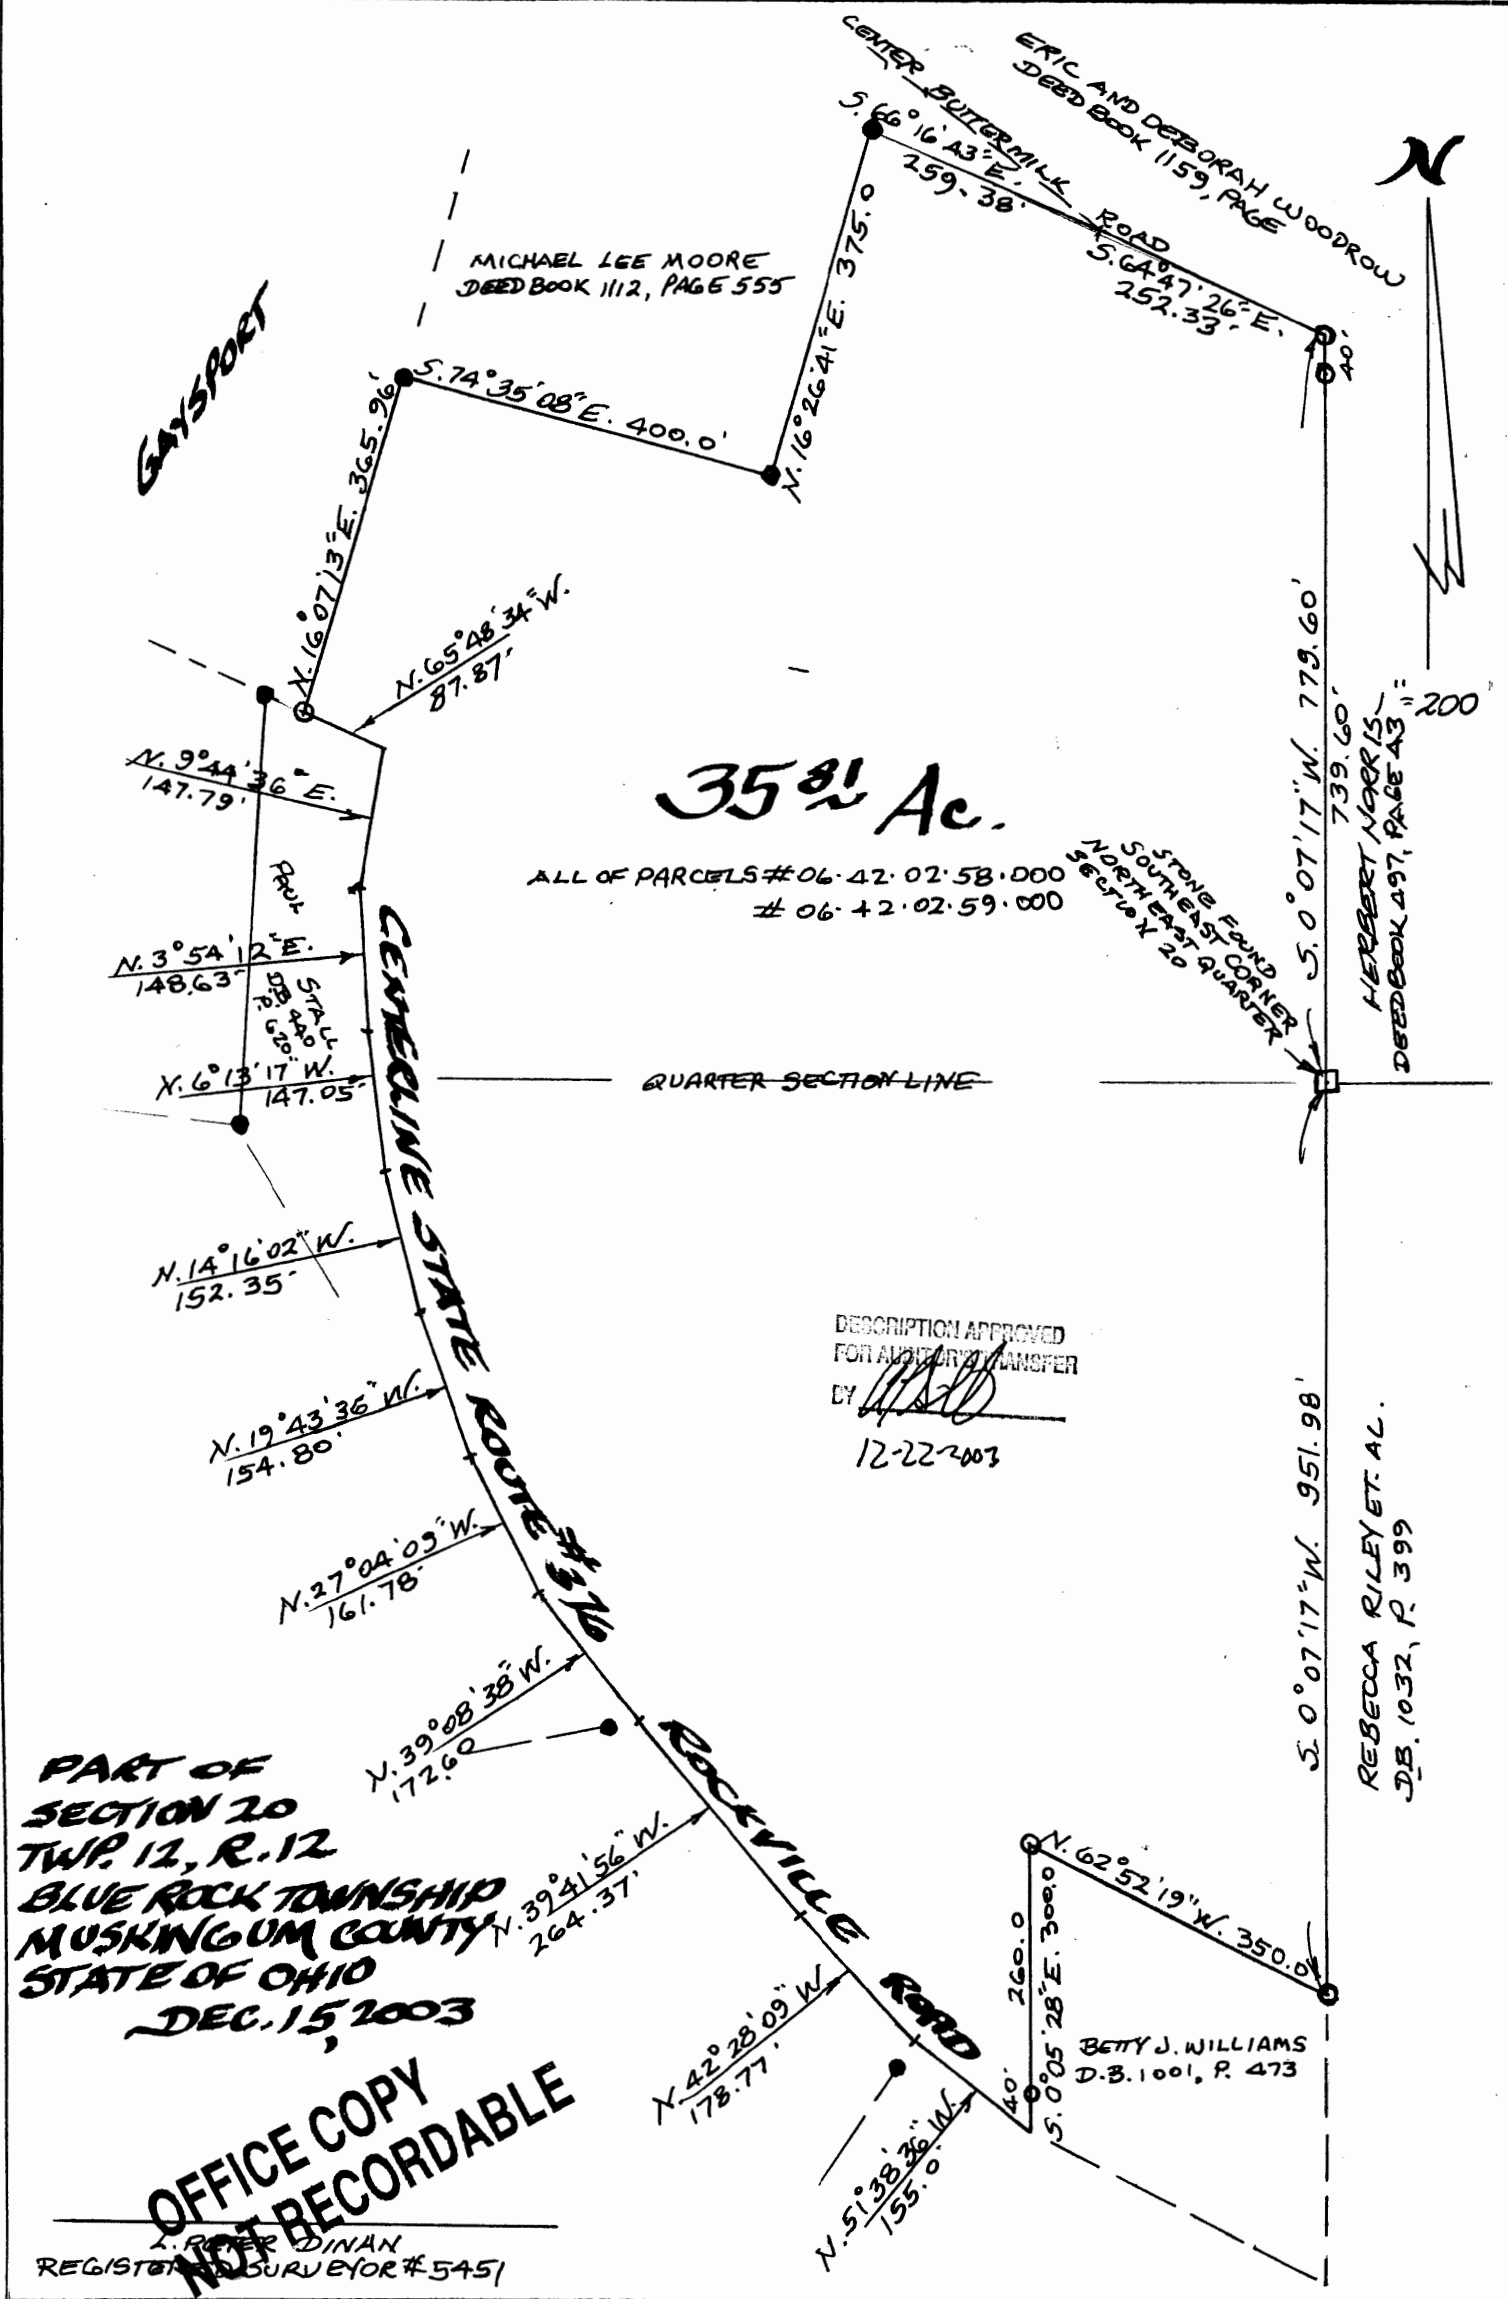 CENTER BUTTERMILK ROAD
ERIC AND DEBORAH WOODROW
DEED BOOK 1159, PAGE
N
S. 66° 16' 43" E.
259.38'
S. 64° 47' 26" E.
252.33'
40'
MICHAEL LEE MOORE
DEED BOOK 1112, PAGE 555
N. 16° 26' 41" E. 375.0
GAYSPORT
S. 74° 35' 08" E. 400.0'
N. 16° 07' 13" E. 365.96'
N. 65° 48' 34" W.
87.87'
S. 0° 07' 17" W. 779.60'
739.60'
HERBERT NORRIS
DEED BOOK 497, PAGE 43
1" = 200'
N. 9° 44' 36" E.
147.79'
35 81 Ac.
ALL OF PARCELS # 06-42-02-58-000
# 06-42-02-59-000
STONE FOUND
SOUTHEAST CORNER
NORTHEAST QUARTER
SECTION 20
PAUL
STALL
D.B. 440
P. 620
N. 3° 54' 12" E.
148.63'
N. 6° 13' 17" W.
147.05'
QUARTER SECTION LINE
CENTERLINE STATE ROUTE # 376
N. 14° 16' 02" W.
152.35'
DESCRIPTION APPROVED
FOR AUDITOR'S TRANSFER
BY
12-22-2003
N. 19° 43' 36" W.
154.80'
S. 0° 07' 17" W. 951.98'
REBECCA RILEY ET. AL.
D.B. 1032, P. 399
N. 27° 04' 09" W.
161.78'
N. 39° 08' 38" W.
172.60
ROCKVILLE ROAD
PART OF
SECTION 20
TWP. 12, R. 12
BLUE ROCK TOWNSHIP
MUSKINGUM COUNTY
STATE OF OHIO
DEC. 15, 2003
N. 39° 41' 56" W.
264.37'
N. 62° 52' 19" W. 350.0
260.0
S. 0° 05' 28" E. 300.0
40'
BETTY J. WILLIAMS
D.B. 1001, P. 473
N. 42° 28' 09" W
178.77'
N. 51° 38' 36" W.
155.0'
OFFICE COPY
NOT RECORDABLE
L. PETER DINAN
REGISTERED SURVEYOR # 5451